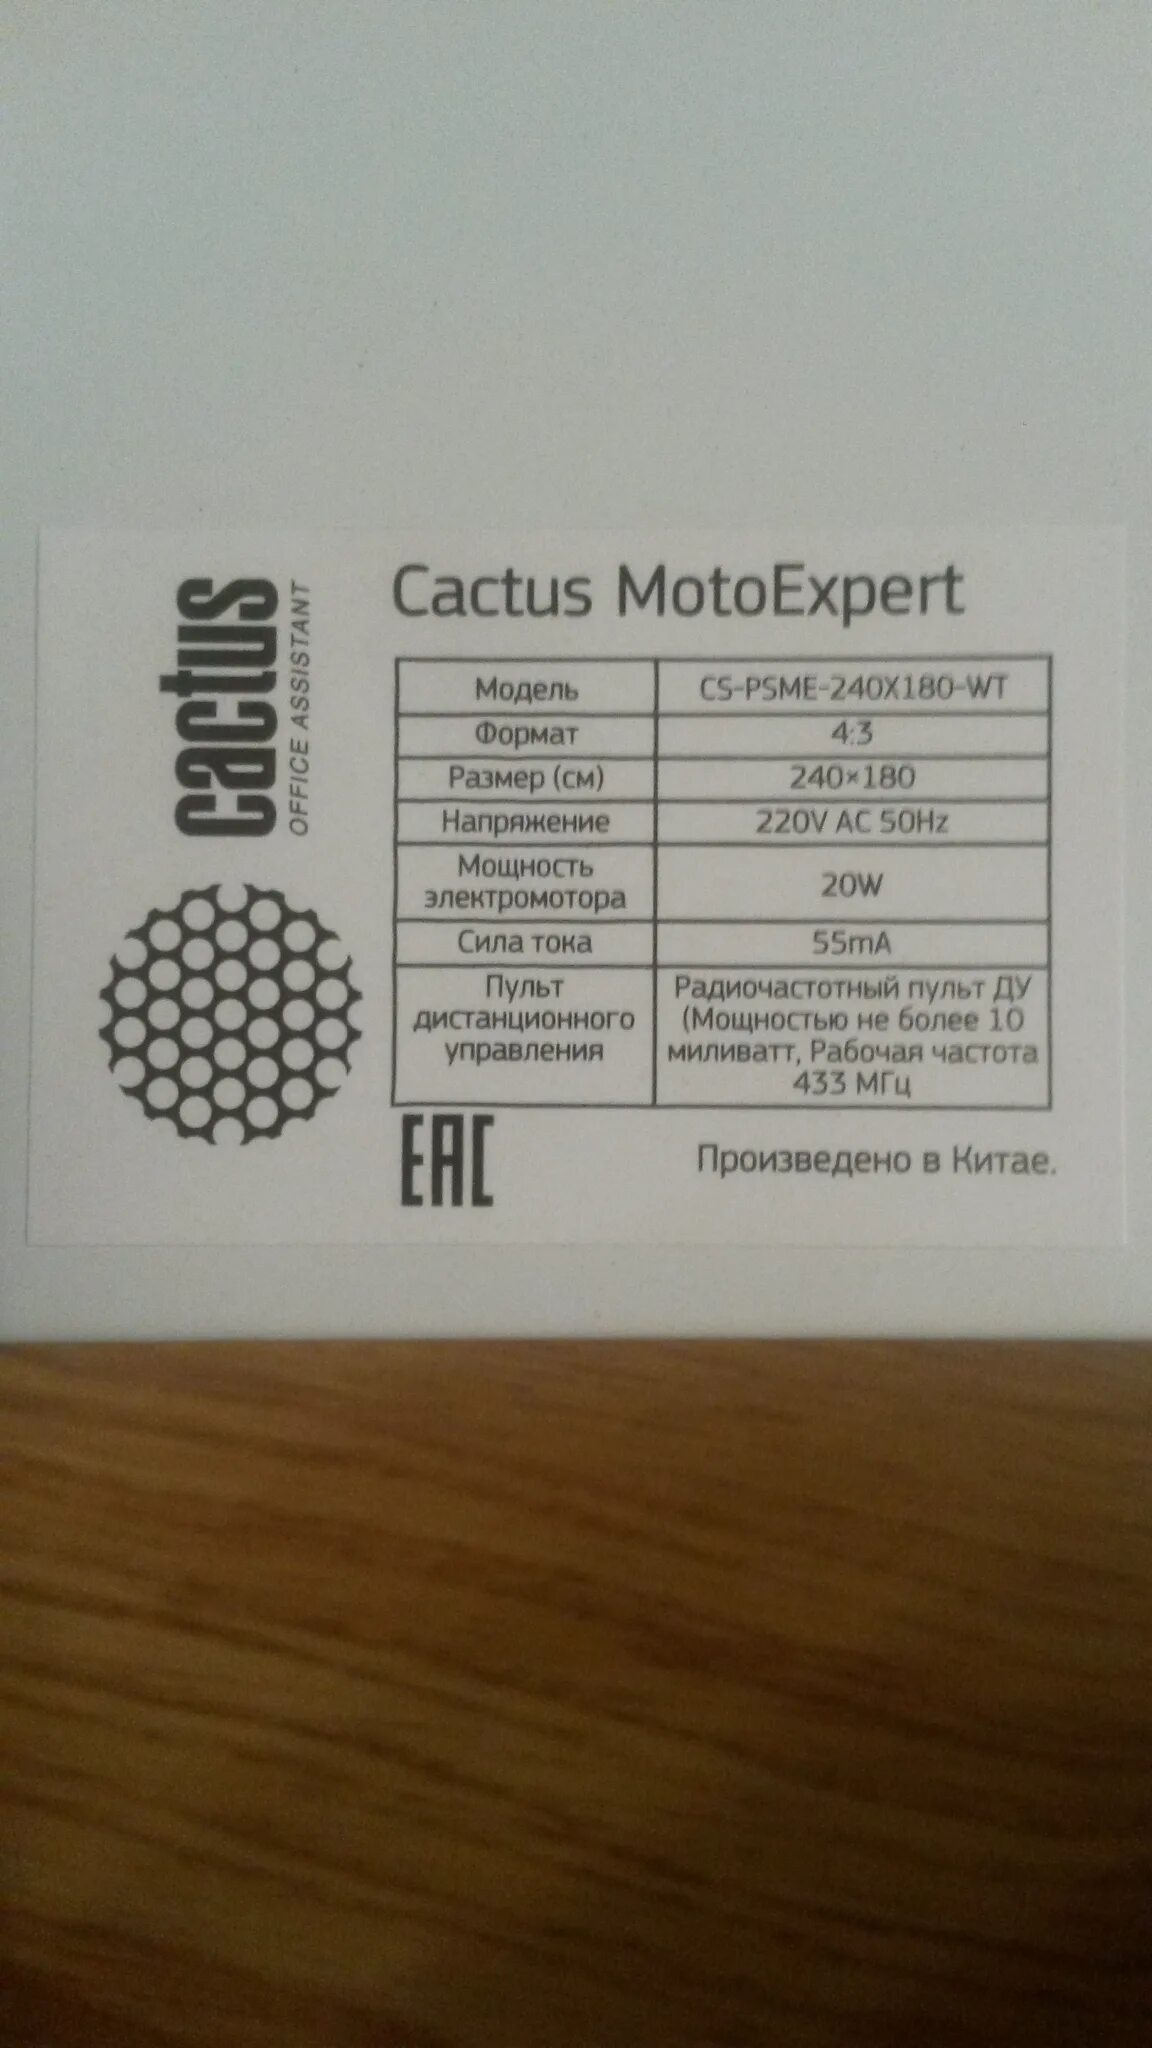 cactus
OFFICE ASSISTANT
Cactus MotoExpert
Модель CS-PSME-240X180-WT
Формат 4:3
Размер (см) 240×180
Напряжение 220V AC 50Hz
Мощность
электромотора
20W
Сила тока 55mA
Пульт
дистанционного
управления
Радиочастотный пульт ДУ
(Мощностью не более 10
миливатт, Рабочая частота
433 МГц
EAC
Произведено в Китае.